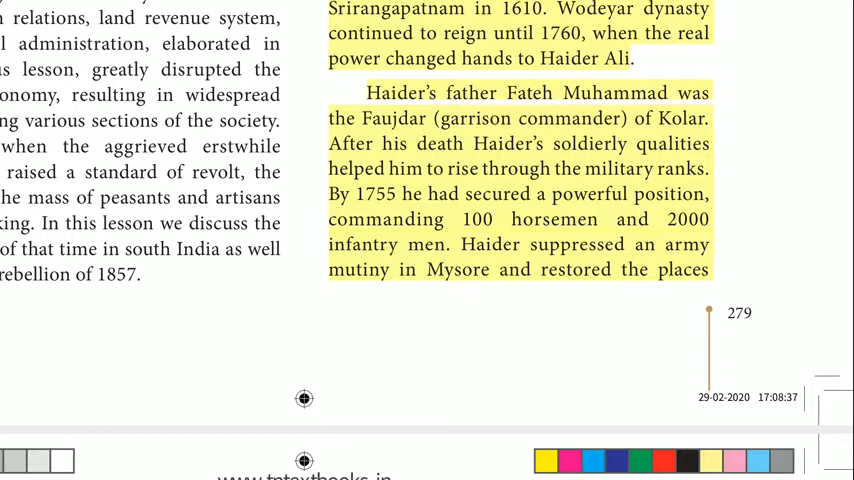 relations, land revenue system,
administration, elaborated in
lesson, greatly disrupted the
resulting in widespread
various sections of the society.
when the aggrieved erstwhile
raised a standard of revolt, the
mass of peasants and artisans
In this lesson we discuss the
of that time in south India as well
rebellion of 1857.
Srirangapatnam in 1610. Wodeyar dynasty
continued to reign until 1760, when the real
power changed hands to Haider Ali.
Haider's father Fateh Muhammad was
the Faujdar (garrison commander) of Kolar.
After his death Haider's soldierly qualities
helped him to rise through the military ranks.
By 1755 he had secured a powerful position,
commanding 100 horsemen and 2000
infantry men. Haider suppressed an army
mutiny in Mysore and restored the places
279
29-02-2020 17:08:37
www.tntextbooks.in